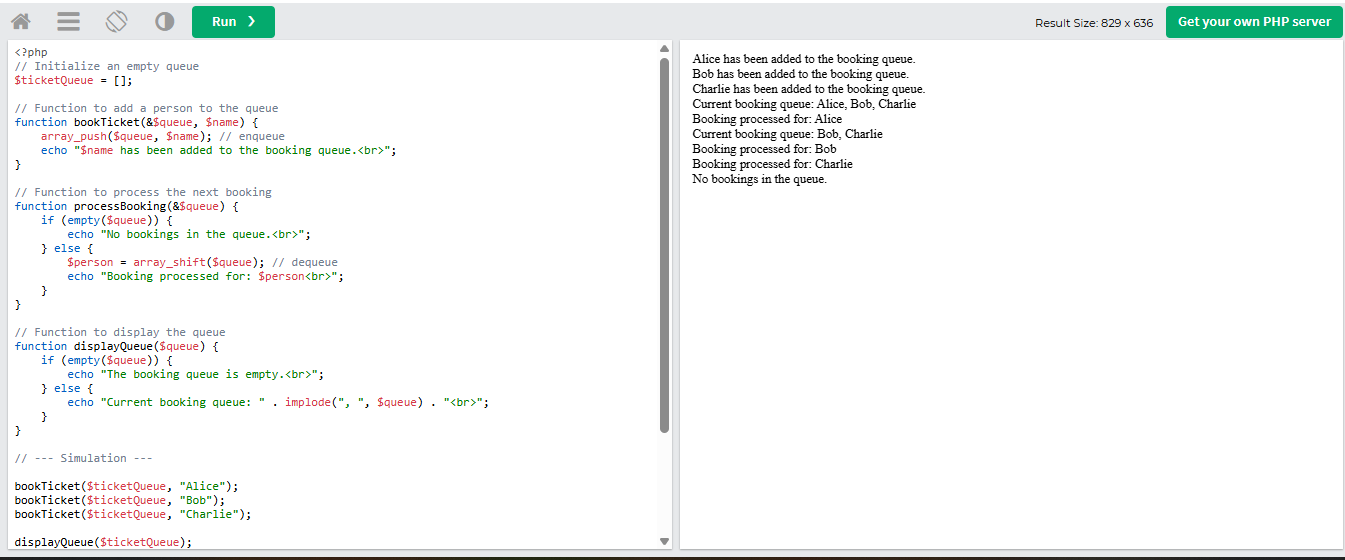 Run ❯
Result Size: 829 x 636
Get your own PHP server
<?php
// Initialize an empty queue
$ticketQueue = [];

// Function to add a person to the queue
function bookTicket(&$queue, $name) {
    array_push($queue, $name); // enqueue
    echo "$name has been added to the booking queue.<br>";
}

// Function to process the next booking
function processBooking(&$queue) {
    if (empty($queue)) {
        echo "No bookings in the queue.<br>";
    } else {
        $person = array_shift($queue); // dequeue
        echo "Booking processed for: $person<br>";
    }
}

// Function to display the queue
function displayQueue($queue) {
    if (empty($queue)) {
        echo "The booking queue is empty.<br>";
    } else {
        echo "Current booking queue: " . implode(", ", $queue) . "<br>";
    }
}

// --- Simulation ---

bookTicket($ticketQueue, "Alice");
bookTicket($ticketQueue, "Bob");
bookTicket($ticketQueue, "Charlie");

displayQueue($ticketQueue);
Alice has been added to the booking queue.
Bob has been added to the booking queue.
Charlie has been added to the booking queue.
Current booking queue: Alice, Bob, Charlie
Booking processed for: Alice
Current booking queue: Bob, Charlie
Booking processed for: Bob
Booking processed for: Charlie
No bookings in the queue.